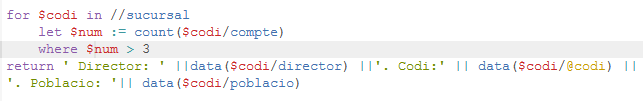 for $codi in //sucursal
let $num := count($codi/compte)
where $num > 3
return ' Director: ' ||data($codi/director) ||'. Codi:' || data($codi/@codi) ||
'. Poblacio: '|| data($codi/poblacio)